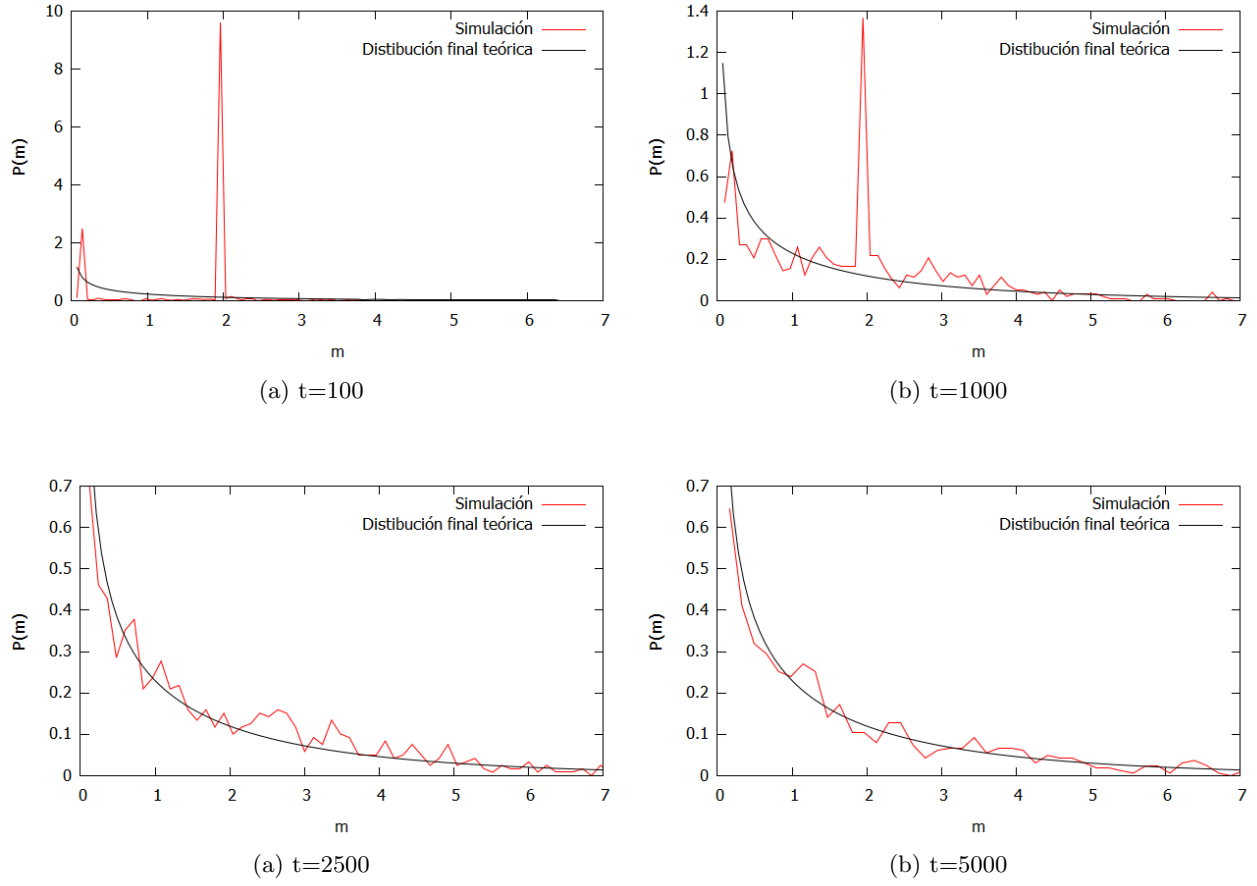 Simulación
Distibución final teórica
P(m)
10
8
6
4
2
0
0 1 2 3 4 5 6 7
m
(a) t=100
Simulación
Distibución final teórica
P(m)
1.4
1.2
1
0.8
0.6
0.4
0.2
0
0 1 2 3 4 5 6 7
m
(b) t=1000
Simulación
Distibución final teórica
P(m)
0.7
0.6
0.5
0.4
0.3
0.2
0.1
0
0 1 2 3 4 5 6 7
m
(a) t=2500
Simulación
Distibución final teórica
P(m)
0.7
0.6
0.5
0.4
0.3
0.2
0.1
0
0 1 2 3 4 5 6 7
m
(b) t=5000